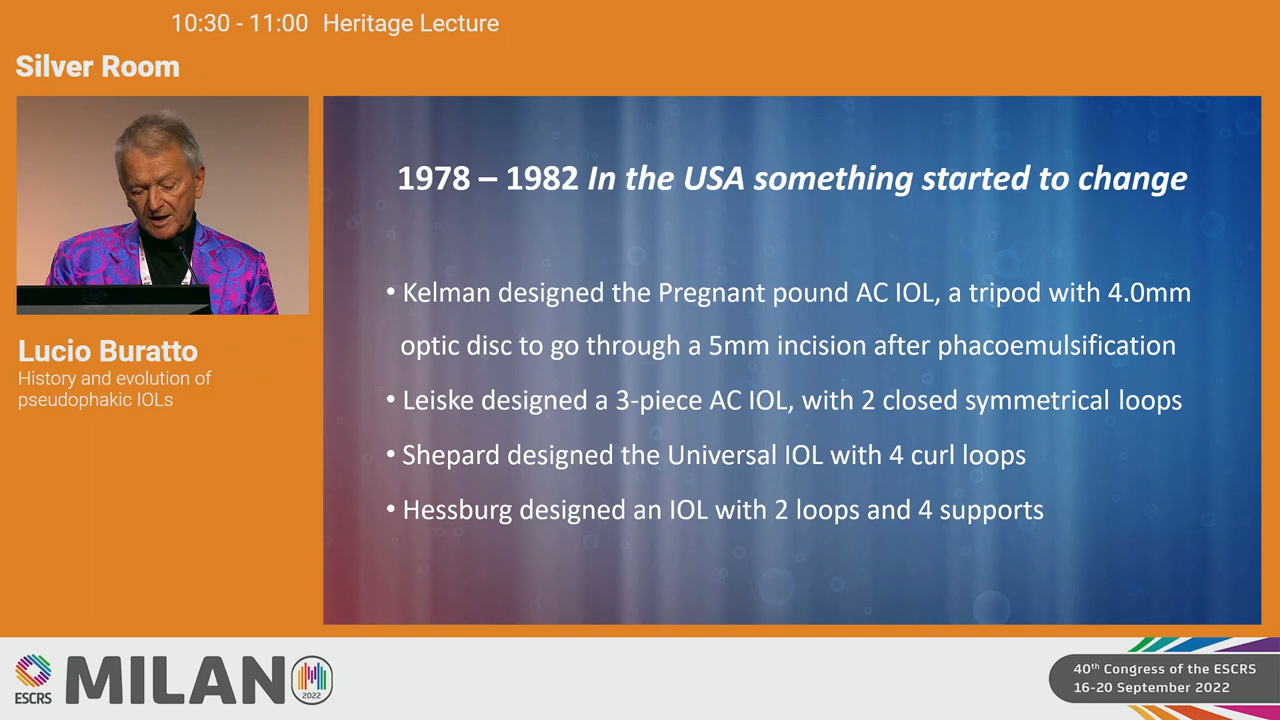 10:30 - 11:00 Heritage Lecture
Silver Room
1978 – 1982 In the USA something started to change
• Kelman designed the Pregnant pound AC IOL, a tripod with 4.0mm
optic disc to go through a 5mm incision after phacoemulsification
• Leiske designed a 3-piece AC IOL, with 2 closed symmetrical loops
• Shepard designed the Universal IOL with 4 curl loops
• Hessburg designed an IOL with 2 loops and 4 supports
Lucio Buratto
History and evolution of
pseudophakic IOLs
ESCRS
MILANO
2022
40th Congress of the ESCRS
16-20 September 2022